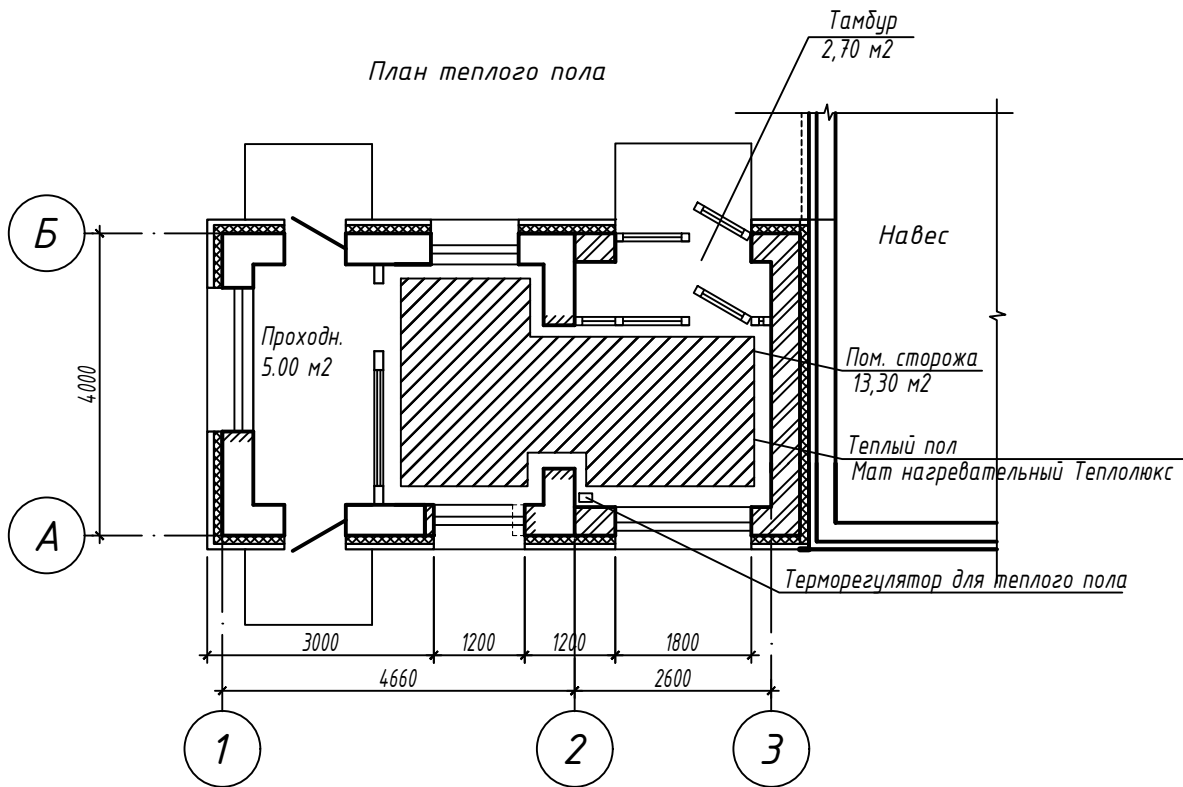 Тамбур
2,70 м2
План теплого пола
Б
Навес
Проходн.
5.00 м2
4000
Пом. сторожа
13,30 м2
Теплый пол
Мат нагревательный Теплолюкс
А
Терморегулятор для теплого пола
3000 1200 1200 1800
4660 2600
1 2 3